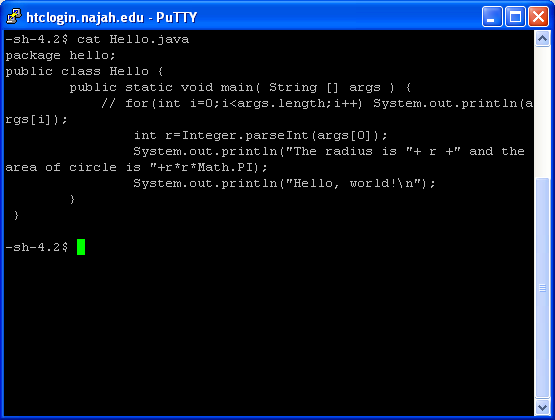 htclogin.najah.edu - PuTTY
-sh-4.2$ cat Hello.java
package hello;
public class Hello {
        public static void main( String [] args ) {
            // for(int i=0;i<args.length;i++) System.out.println(a
rgs[i]);
                int r=Integer.parseInt(args[0]);
                System.out.println("The radius is "+ r +" and the 
area of circle is "+r*r*Math.PI);
                System.out.println("Hello, world!\n");
        }
 }

-sh-4.2$